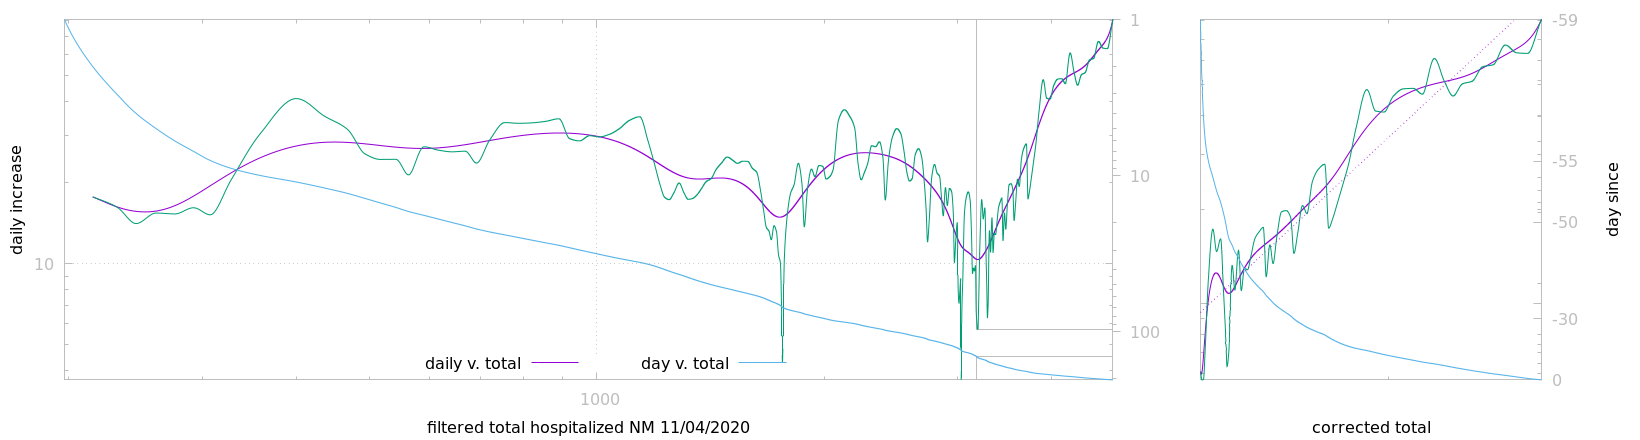 daily increase
10
1
10
100
daily v. total
day v. total
1000
filtered total hospitalized NM 11/04/2020
-59
-55
-50
-30
0
day since
corrected total